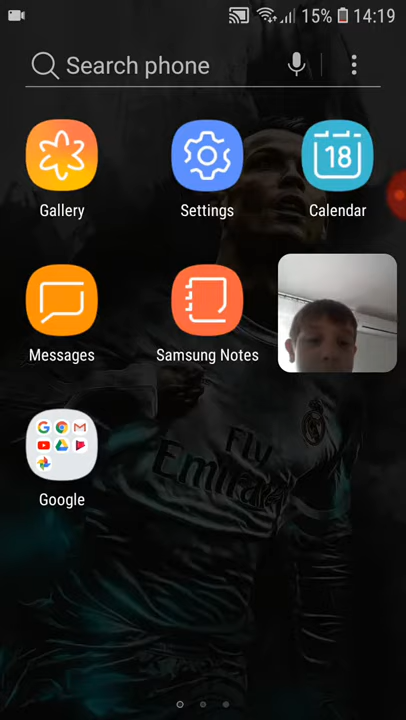 15% 14:19
Search phone
18
Gallery Settings Calendar
Messages Samsung Notes
Google
Fly
Emirates